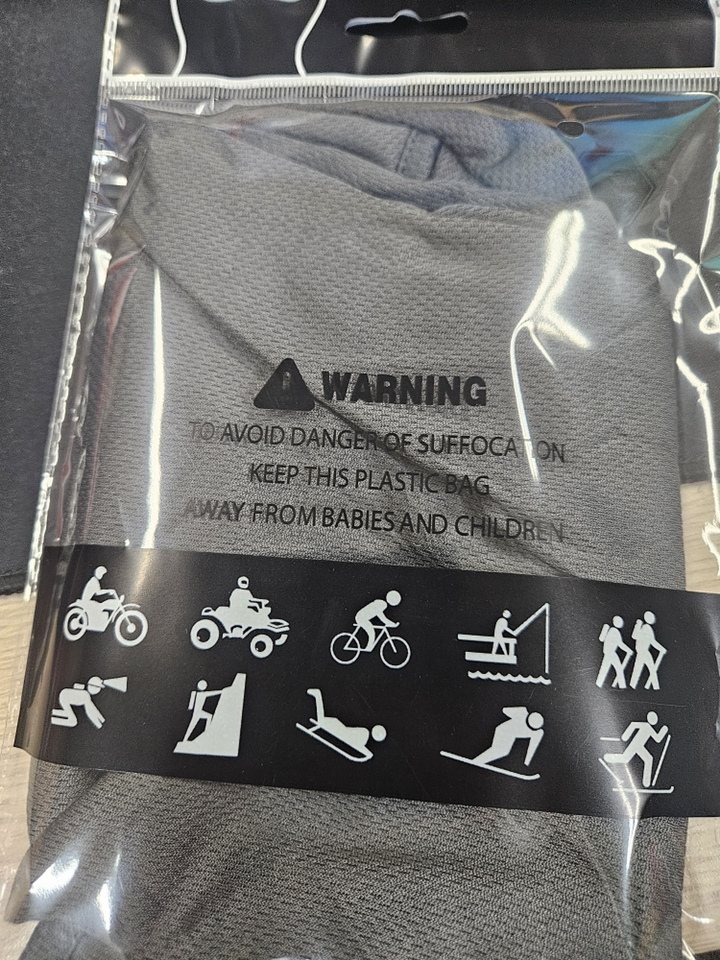 WARNING
TO AVOID DANGER OF SUFFOCATION
KEEP THIS PLASTIC BAG
AWAY FROM BABIES AND CHILDREN